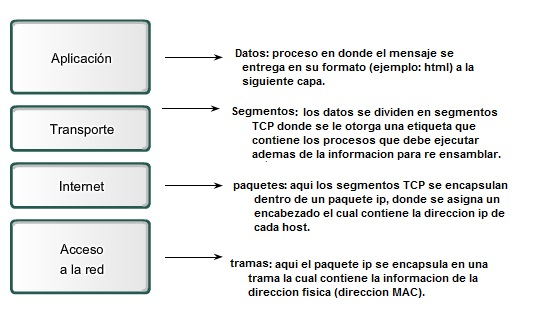 Aplicación
Datos: proceso en donde el mensaje se
entrega en su formato (ejemplo: html) a la
siguiente capa.
Transporte
Segmentos: los datos se dividen en segmentos
TCP donde se le otorga una etiqueta que
contiene los procesos que debe ejecutar
ademas de la informacion para re ensamblar.
Internet
paquetes: aqui los segmentos TCP se encapsulan
dentro de un paquete ip, donde se asigna un
encabezado el cual contiene la direccion ip de
cada host.
Acceso
a la red
tramas: aqui el paquete ip se encapsula en una
trama la cual contiene la informacion de la
direccion fisica (direccion MAC).